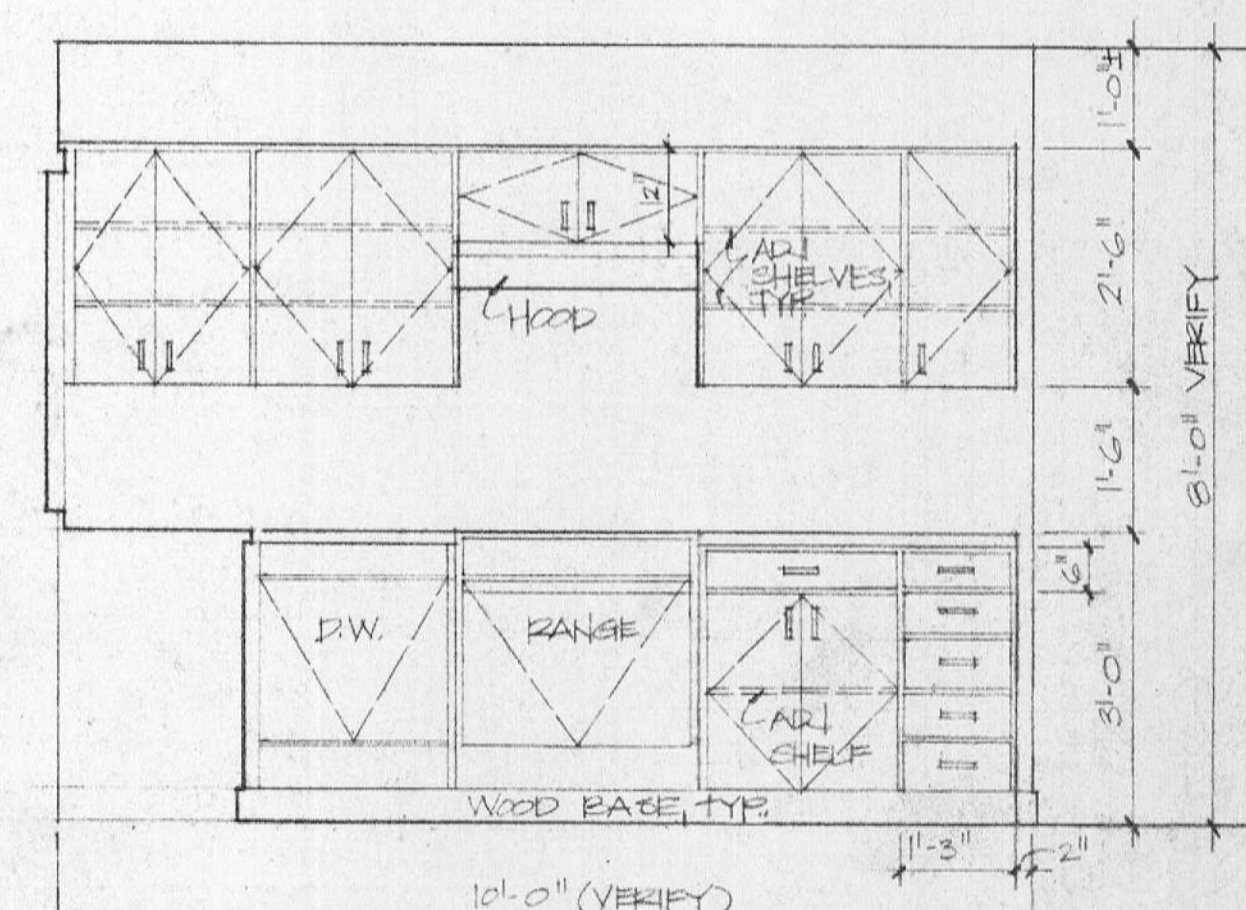 1'-0"±
12"
2'-6"
ADJ
SHELVES
TYP.
HOOD
8'-0" VERIFY
1'-6"
6"
D.W.
RANGE
3'-0"
ADJ
SHELF
WOOD BASE, TYP.
1'-3"
2"
10'-0" (VERIFY)